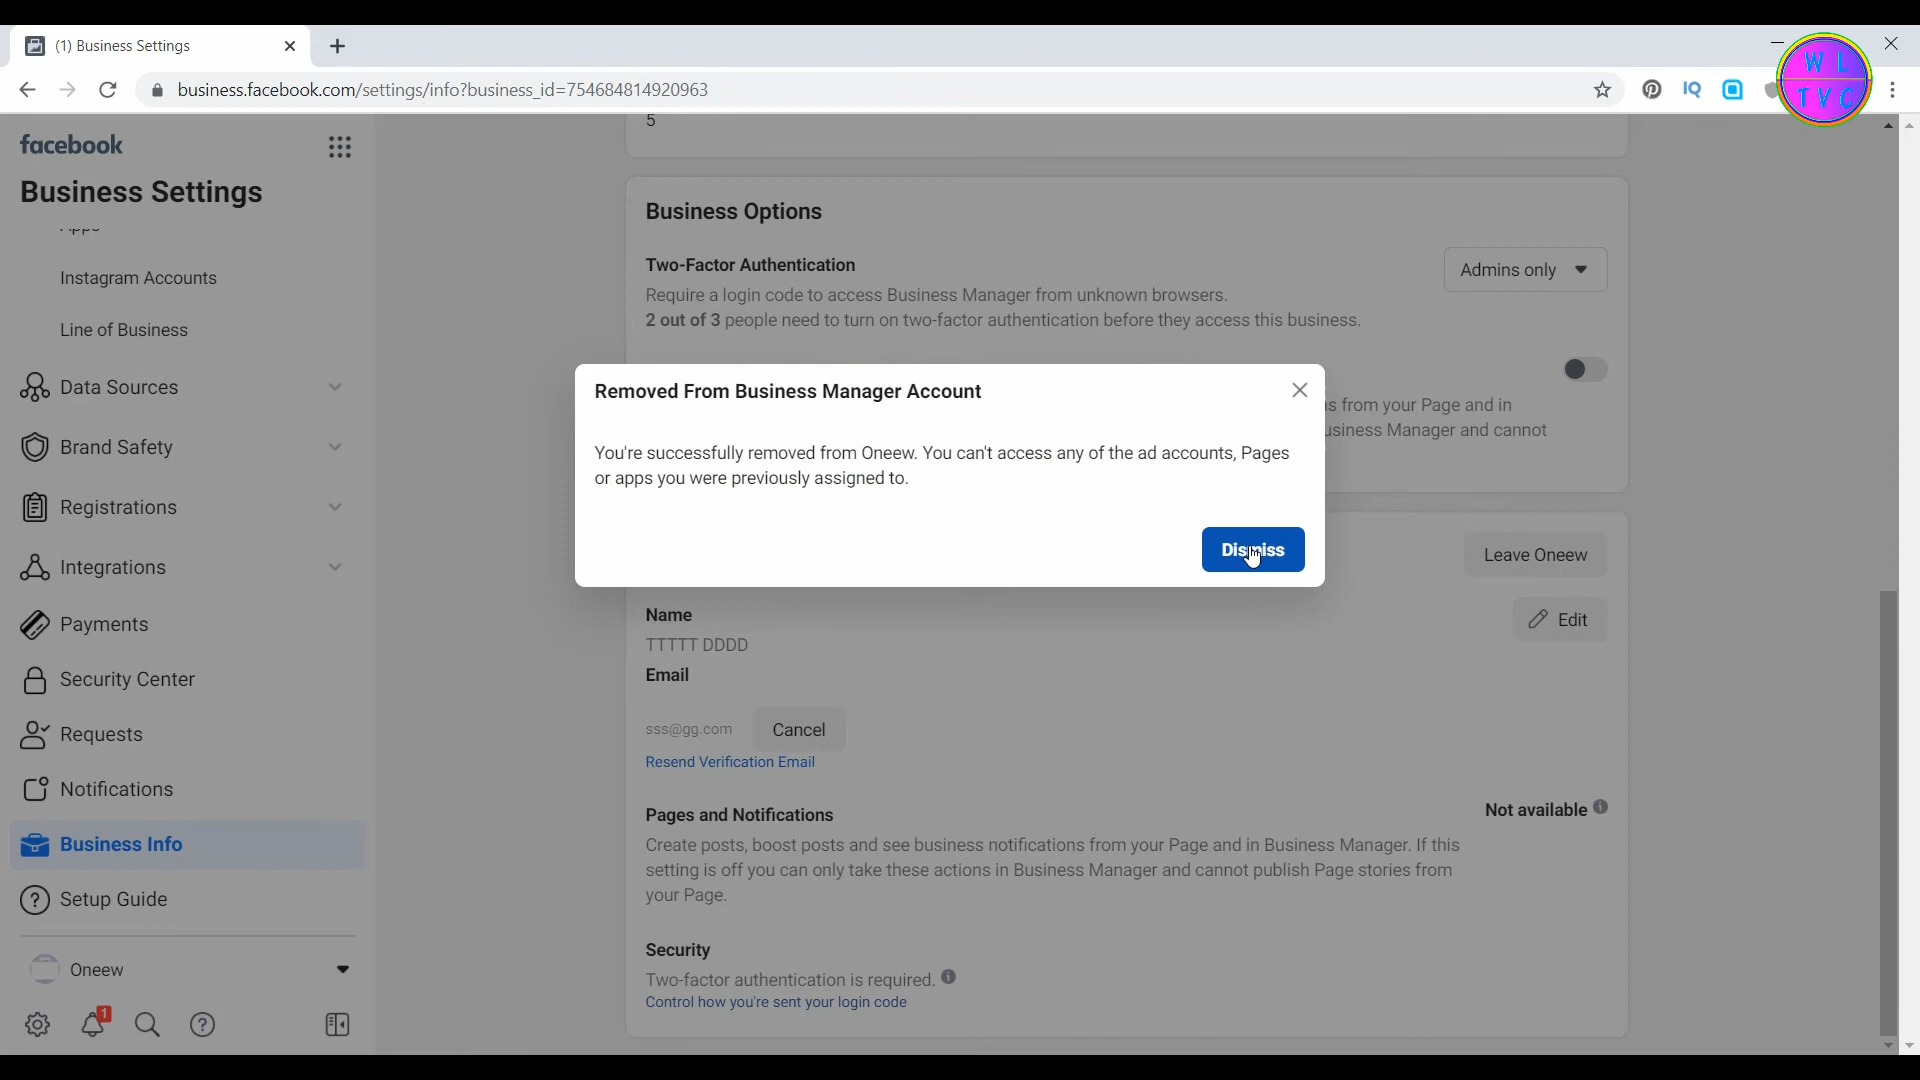 (1) Business Settings
business.facebook.com/settings/info?business_id=754684814920963
IQ
W L
T V C
facebook
Business Settings
Apps
Instagram Accounts
Line of Business
Data Sources
Brand Safety
Registrations
Integrations
Payments
Security Center
Requests
Notifications
Business Info
Setup Guide
Oneew
1
5
Business Options
Two-Factor Authentication
Admins only
Require a login code to access Business Manager from unknown browsers.
2 out of 3 people need to turn on two-factor authentication before they access this business.
from your Page and in
Business Manager and cannot
Removed From Business Manager Account
You're successfully removed from Oneew. You can't access any of the ad accounts, Pages
or apps you were previously assigned to.
Dismiss
Leave Oneew
Name
Edit
TTTTT DDDD
Email
sss@gg.com
Cancel
Resend Verification Email
Pages and Notifications
Not available
Create posts, boost posts and see business notifications from your Page and in Business Manager. If this
setting is off you can only take these actions in Business Manager and cannot publish Page stories from
your Page.
Security
Two-factor authentication is required.
Control how you're sent your login code